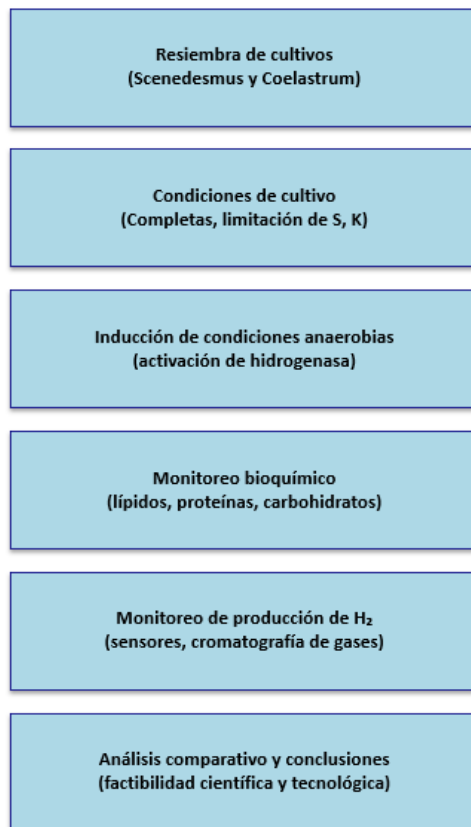 Resiembra de cultivos
(Scenedesmus y Coelastrum)
Condiciones de cultivo
(Completas, limitación de S, K)
Inducción de condiciones anaerobias
(activación de hidrogenasa)
Monitoreo bioquímico
(lípidos, proteínas, carbohidratos)
Monitoreo de producción de H₂
(sensores, cromatografía de gases)
Análisis comparativo y conclusiones
(factibilidad científica y tecnológica)